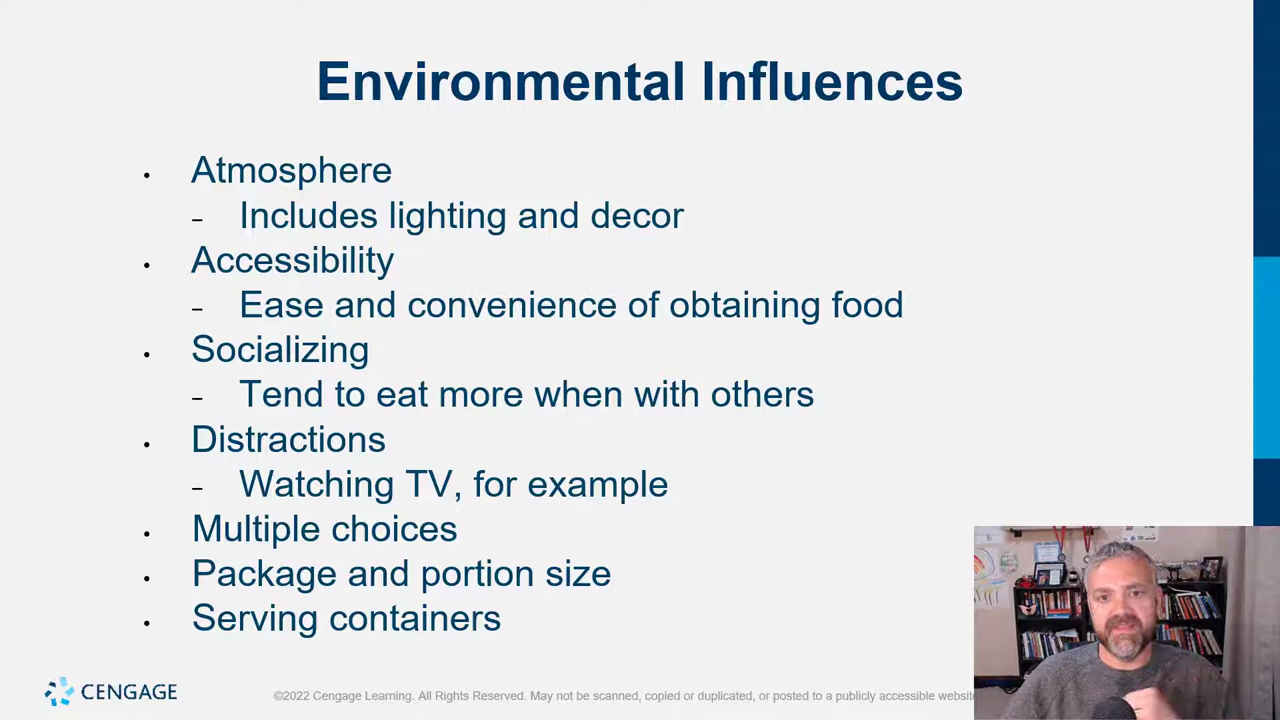 Environmental Influences
• Atmosphere
– Includes lighting and decor
• Accessibility
– Ease and convenience of obtaining food
• Socializing
– Tend to eat more when with others
• Distractions
– Watching TV, for example
• Multiple choices
• Package and portion size
• Serving containers
CENGAGE
©2022 Cengage Learning. All Rights Reserved. May not be scanned, copied or duplicated, or posted to a publicly accessible website